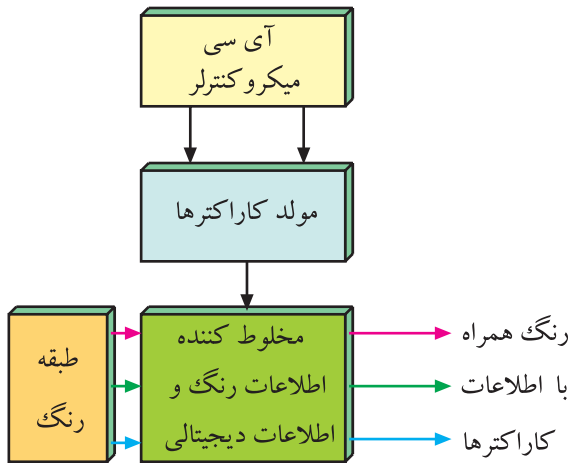 آی سی
میکروکنترلر
مولد کاراکترها
مخلوط کننده
اطلاعات رنگ و
اطلاعات دیجیتالی
طبقه
رنگ
رنگ همراه
با اطلاعات
کاراکترها